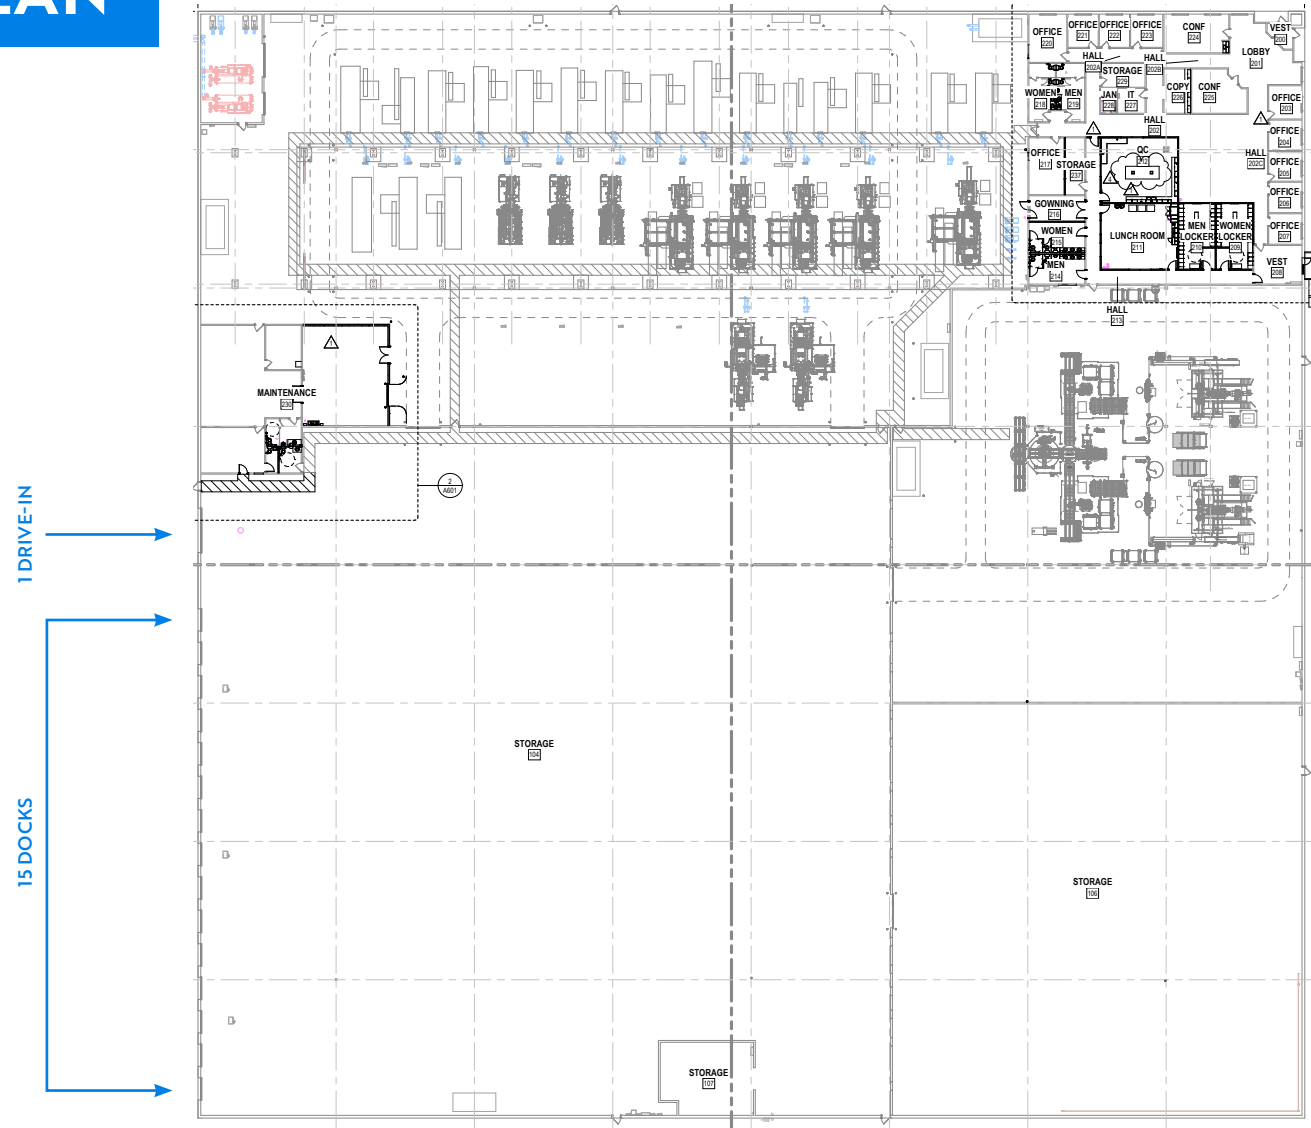 OFFICE
220
OFFICE
221
OFFICE
222
OFFICE
223
CONF
224
VEST
200
LOBBY
201
HALL
202A
HALL
202B
STORAGE
229
WOMEN
218
MEN
219
JAN
228
IT
227
COPY
226
CONF
225
OFFICE
203
HALL
202
OFFICE
204
OFFICE
217
STORAGE
237
QC
212
HALL
202C
OFFICE
205
OFFICE
206
GOWNING
216
WOMEN
215
MEN
214
LUNCH ROOM
211
MEN
LOCKER
210
WOMEN
LOCKER
209
OFFICE
207
VEST
208
HALL
213
MAINTENANCE
230
2
A601
1 DRIVE-IN
15 DOCKS
STORAGE
104
STORAGE
106
STORAGE
107